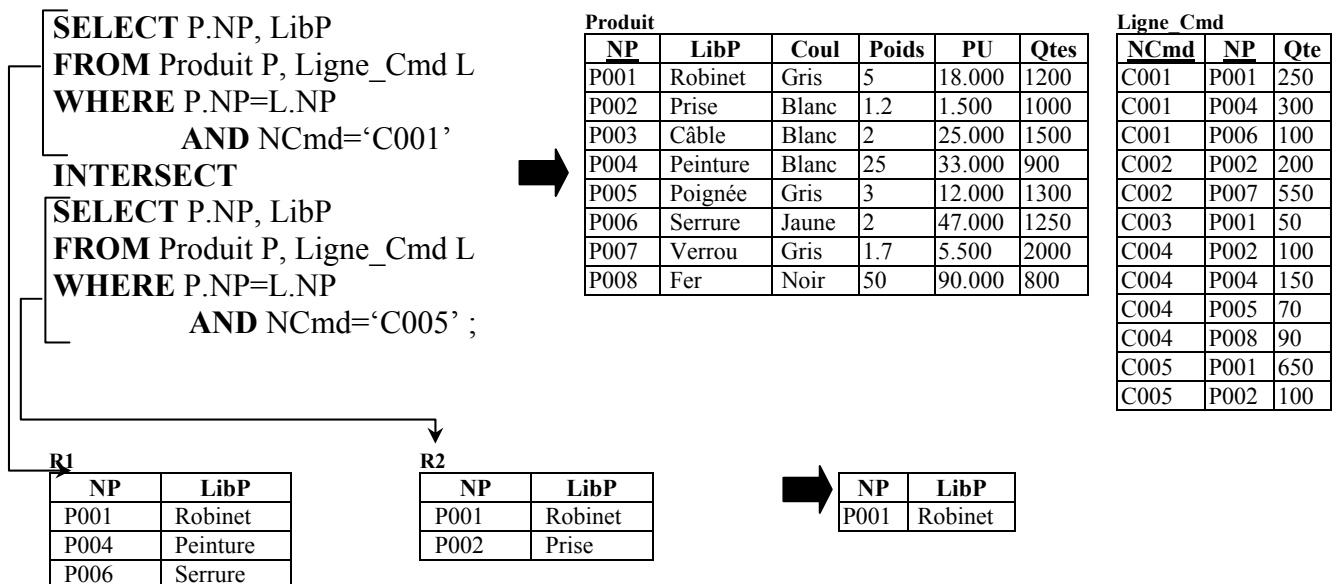 SELECT P.NP, LibP
FROM Produit P, Ligne_Cmd L
WHERE P.NP=L.NP
AND NCmd=‘C001’
INTERSECT
SELECT P.NP, LibP
FROM Produit P, Ligne_Cmd L
WHERE P.NP=L.NP
AND NCmd=‘C005’ ;
Produit
NP LibP Coul Poids PU Qtes
P001 Robinet Gris 5 18.000 1200
P002 Prise Blanc 1.2 1.500 1000
P003 Câble Blanc 2 25.000 1500
P004 Peinture Blanc 25 33.000 900
P005 Poignée Gris 3 12.000 1300
P006 Serrure Jaune 2 47.000 1250
P007 Verrou Gris 1.7 5.500 2000
P008 Fer Noir 50 90.000 800
Ligne_Cmd
NCmd NP Qte
C001 P001 250
C001 P004 300
C001 P006 100
C002 P002 200
C002 P007 550
C003 P001 50
C004 P002 100
C004 P004 150
C004 P005 70
C004 P008 90
C005 P001 650
C005 P002 100
R1
NP LibP
P001 Robinet
P004 Peinture
P006 Serrure
R2
NP LibP
P001 Robinet
P002 Prise
NP LibP
P001 Robinet